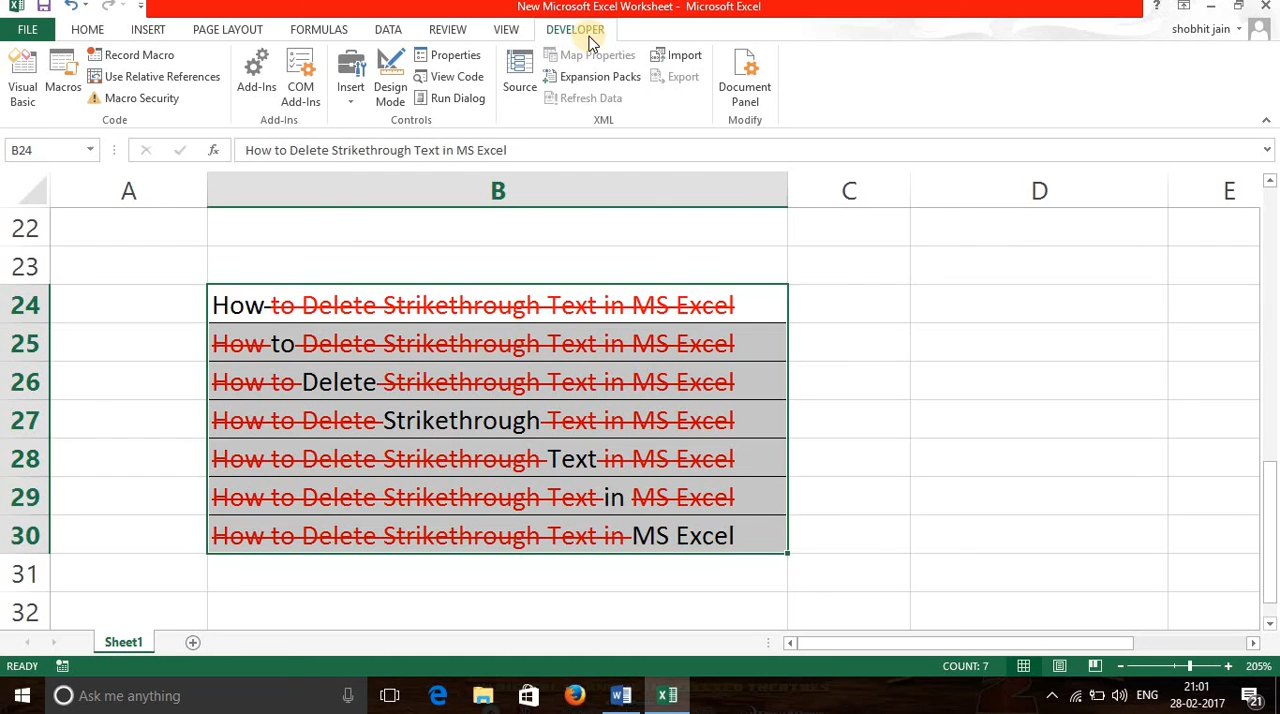 New Microsoft Excel Worksheet - Microsoft Excel
FILE HOME INSERT PAGE LAYOUT FORMULAS DATA REVIEW VIEW DEVELOPER shobhit jain
Visual Basic
Macros
Record Macro
Use Relative References
Macro Security
Code
Add-Ins
COM Add-Ins
Add-Ins
Insert
Design Mode
Properties
View Code
Run Dialog
Controls
Source
Map Properties
Expansion Packs
Refresh Data
Import
Export
XML
Document Panel
Modify
B24 fx How to Delete Strikethrough Text in MS Excel
A B C D E
22
23
24 How to Delete Strikethrough Text in MS Excel
25 How to Delete Strikethrough Text in MS Excel
26 How to Delete Strikethrough Text in MS Excel
27 How to Delete Strikethrough Text in MS Excel
28 How to Delete Strikethrough Text in MS Excel
29 How to Delete Strikethrough Text in MS Excel
30 How to Delete Strikethrough Text in MS Excel
31
32
Sheet1
READY COUNT: 7 205%
Ask me anything ENG 21:01
28-02-2017 21